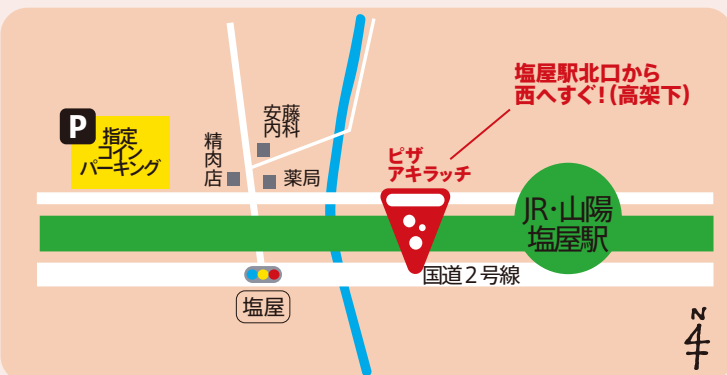 塩屋駅北口から
西へすぐ!(高架下)
P
指定
コイン
パーキング
安藤
内科
精肉店
薬局
ピザ
アキラッチ
JR・山陽
塩屋駅
国道2号線
塩屋
N